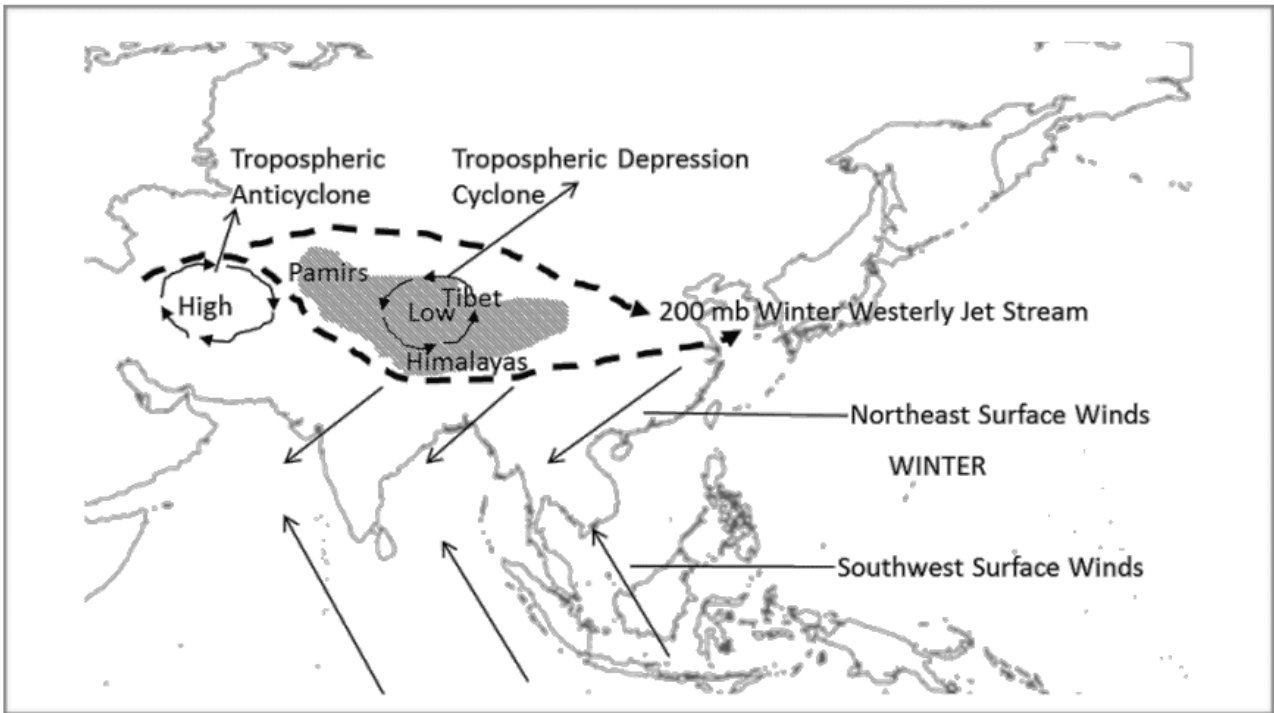 Tropospheric
Anticyclone
Tropospheric Depression
Cyclone
Pamirs
High
Tibet
Low
Himalayas
200 mb Winter Westerly Jet Stream
Northeast Surface Winds
WINTER
Southwest Surface Winds